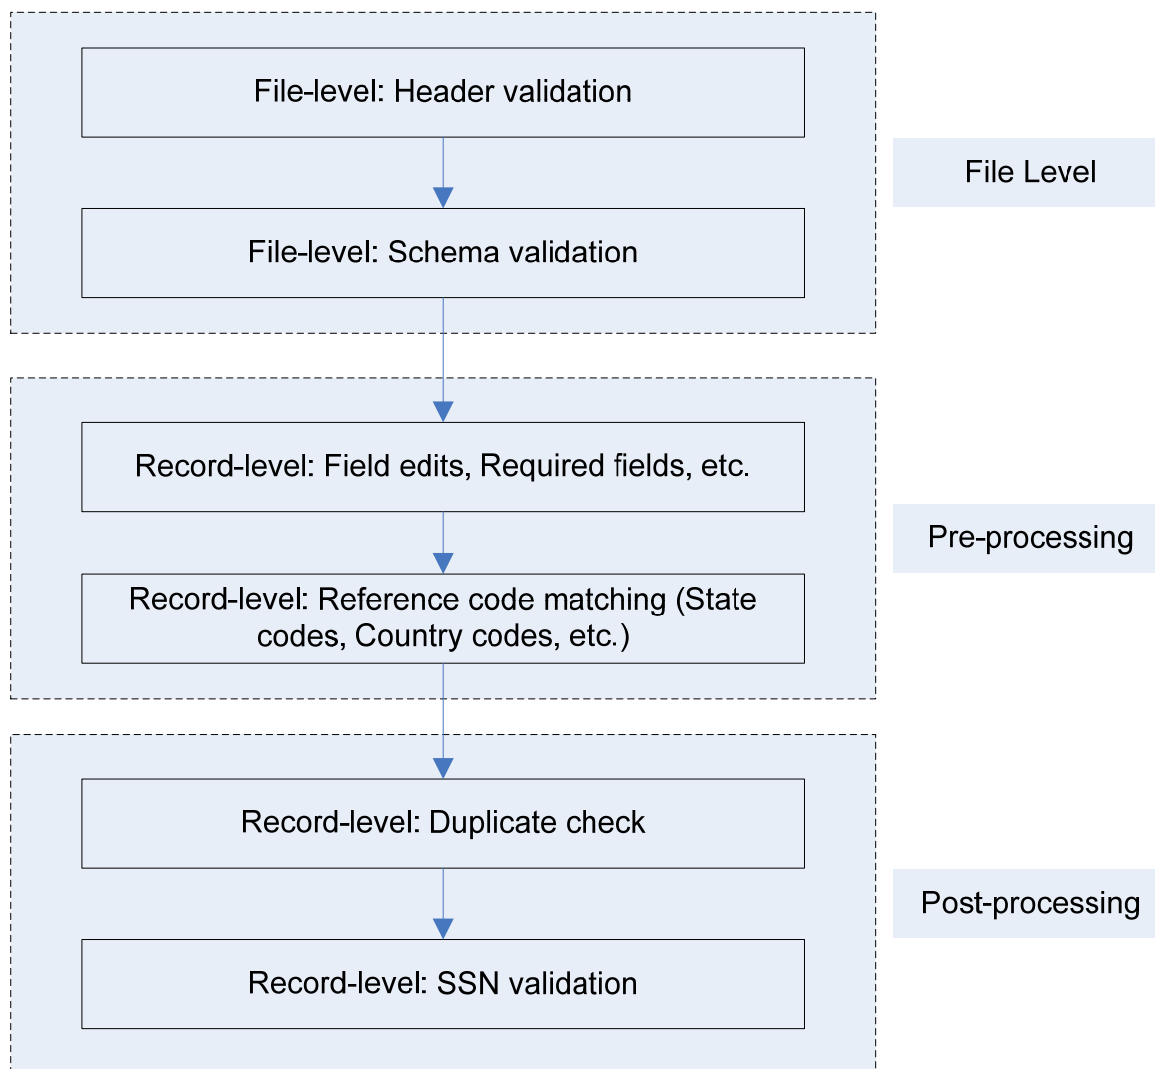 File-level: Header validation
File Level
File-level: Schema validation
Record-level: Field edits, Required fields, etc.
Pre-processing
Record-level: Reference code matching (State
codes, Country codes, etc.)
Record-level: Duplicate check
Post-processing
Record-level: SSN validation